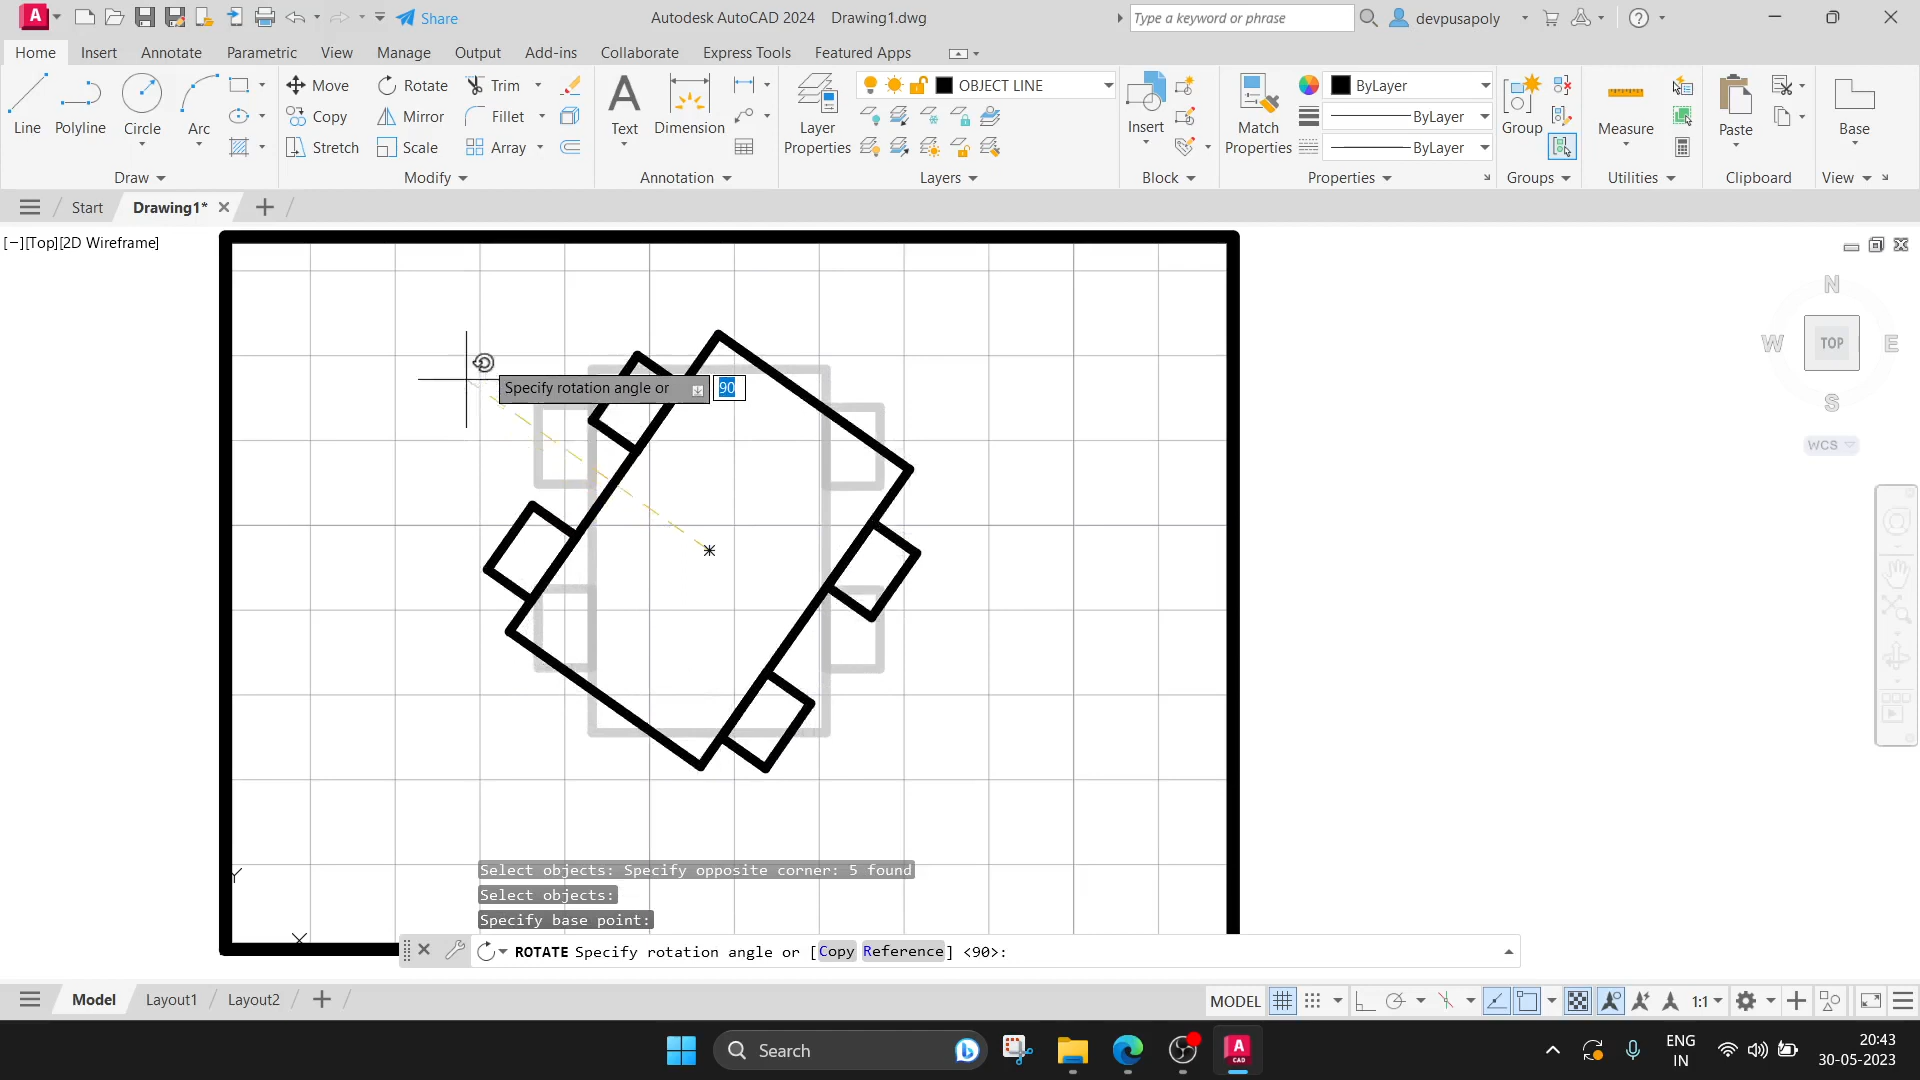 A Share Autodesk AutoCAD 2024 Drawing1.dwg Type a keyword or phrase devpusapoly
Home Insert Annotate Parametric View Manage Output Add-ins Collaborate Express Tools Featured Apps
Move Rotate Trim OBJECT LINE ByLayer
Copy Mirror Fillet ByLayer
Line Polyline Circle Arc Text Dimension Layer Properties Insert Match Properties Group Measure Paste Base
Stretch Scale Array ByLayer
Draw Modify Annotation Layers Block Properties Groups Utilities Clipboard View
Start Drawing1* 
[−][Top][2D Wireframe]
N
W TOP E
S
WCS
Specify rotation angle or 90
Y
X
Select objects: Specify opposite corner: 5 found
Select objects:
Specify base point:
ROTATE Specify rotation angle or [Copy Reference] <90>:
Model Layout1 Layout2 MODEL 1:1
Search A CAD ENG IN 20:43
30-05-2023